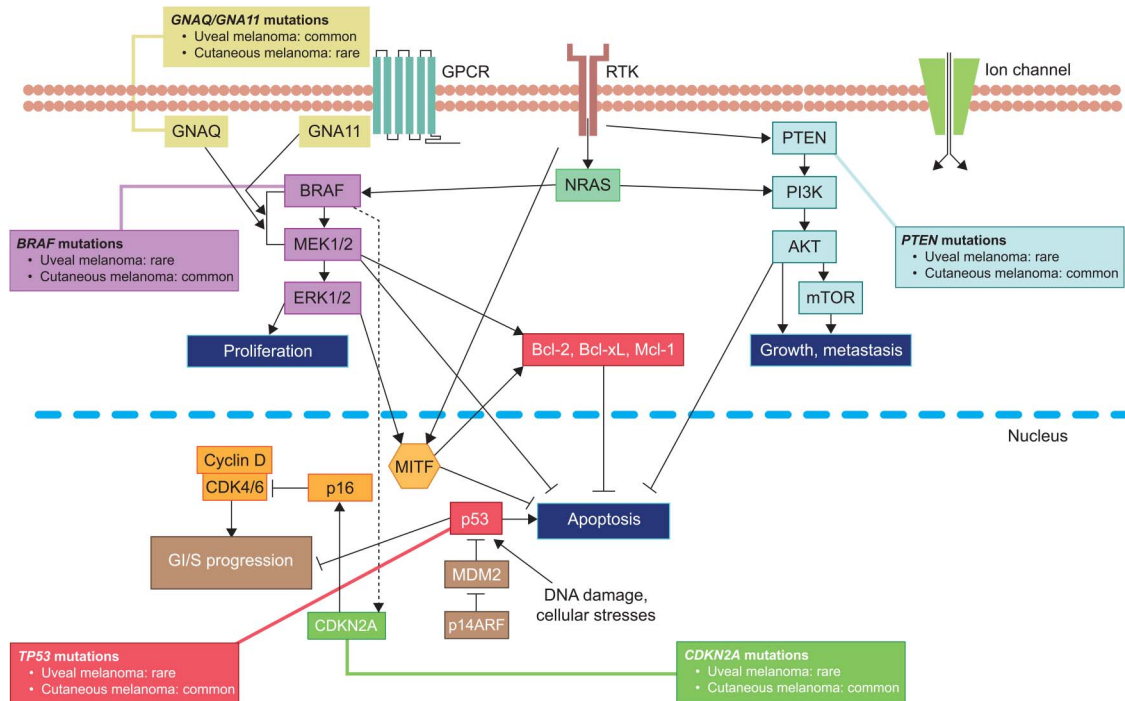 GNAQ/GNA11 mutations
• Uveal melanoma: common
• Cutaneous melanoma: rare
GPCR
RTK
Ion channel
GNAQ
GNA11
PTEN
BRAF
NRAS
PI3K
BRAF mutations
• Uveal melanoma: rare
• Cutaneous melanoma: common
MEK1/2
AKT
PTEN mutations
• Uveal melanoma: rare
• Cutaneous melanoma: common
ERK1/2
mTOR
Proliferation
Bcl-2, Bcl-xL, Mcl-1
Growth, metastasis
Nucleus
Cyclin D
CDK4/6
p16
MITF
p53
Apoptosis
GI/S progression
MDM2
DNA damage,
cellular stresses
CDKN2A
p14ARF
TP53 mutations
• Uveal melanoma: rare
• Cutaneous melanoma: common
CDKN2A mutations
• Uveal melanoma: rare
• Cutaneous melanoma: common